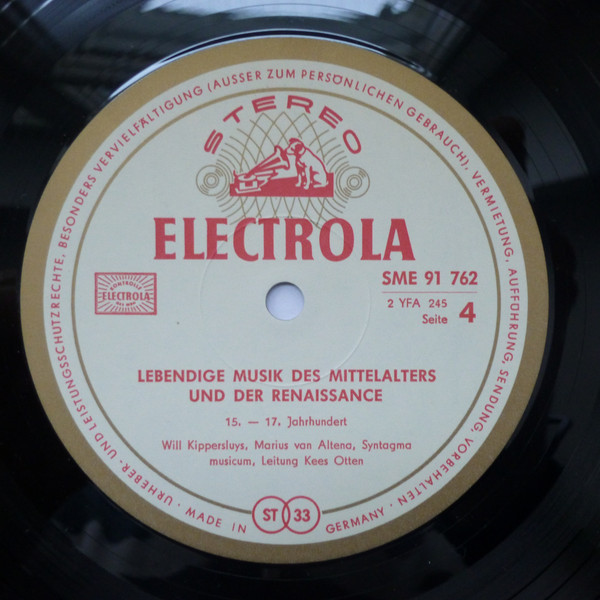 URHEBER- UND LEISTUNGSSCHUTZRECHTE, BESONDERS VERVIELFÄLTIGUNG (AUSSER ZUM PERSÖNLICHEN GEBRAUCH), VERMIETUNG, AUFFÜHRUNG, SENDUNG, VORBEHALTEN ·
STEREO
ELECTROLA
SME 91 762
ELECTROLA
2 YFA 245
Seite 4
LEBENDIGE MUSIK DES MITTELALTERS
UND DER RENAISSANCE
15. — 17. Jahrhundert
Will Kippersluys, Marius van Altena, Syntagma
musicum, Leitung Kees Otten
· MADE IN ST 33 GERMANY ·